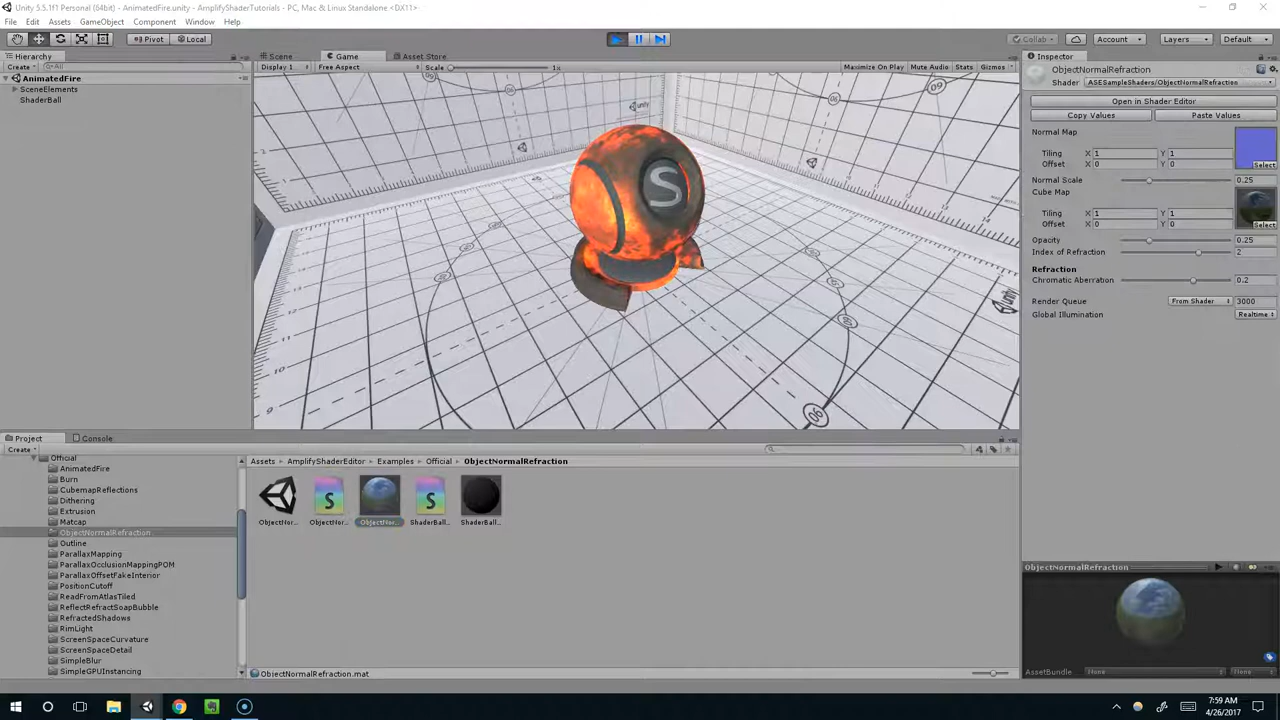 Unity 5.5.1f1 Personal (64bit) - AnimatedFire.unity - AmplifyShaderTutorials - PC, Mac & Linux Standalone <DX11>
File Edit Assets GameObject Component Window Help
Pivot Local
Collab Account Layers Default
Hierarchy
Create All
AnimatedFire
SceneElements
ShaderBall
Scene Game Asset Store
Display 1 Free Aspect Scale 1x Maximize On Play Mute Audio Stats Gizmos
unity
S
10
9
06
09
unity
Inspector
ObjectNormalRefraction
Shader ASESampleShaders/ObjectNormalRefraction
Open in Shader Editor
Copy Values Paste Values
Normal Map
Tiling X 1 Y 1
Offset X 0 Y 0
Select
Normal Scale 0.25
Cube Map
Tiling X 1 Y 1
Offset X 0 Y 0
Select
Opacity 0.25
Index of Refraction 2
Refraction
Chromatic Aberration 0.2
Render Queue From Shader 3000
Global Illumination Realtime
Project Console
Create
Official
AnimatedFire
Burn
CubemapReflections
Dithering
Extrusion
Matcap
ObjectNormalRefraction
Outline
ParallaxMapping
ParallaxOcclusionMappingPOM
ParallaxOffsetFakeInterior
PositionCutoff
ReadFromAtlasTiled
ReflectRefractSoapBubble
RefractedShadows
RimLight
ScreenSpaceCurvature
ScreenSpaceDetail
SimpleBlur
SimpleGPUInstancing
Assets AmplifyShaderEditor Examples Official ObjectNormalRefraction
ObjectNor... ObjectNor... ObjectNor... ShaderBall... ShaderBall...
ObjectNormalRefraction.mat
ObjectNormalRefraction
AssetBundle None None
7:59 AM
4/26/2017